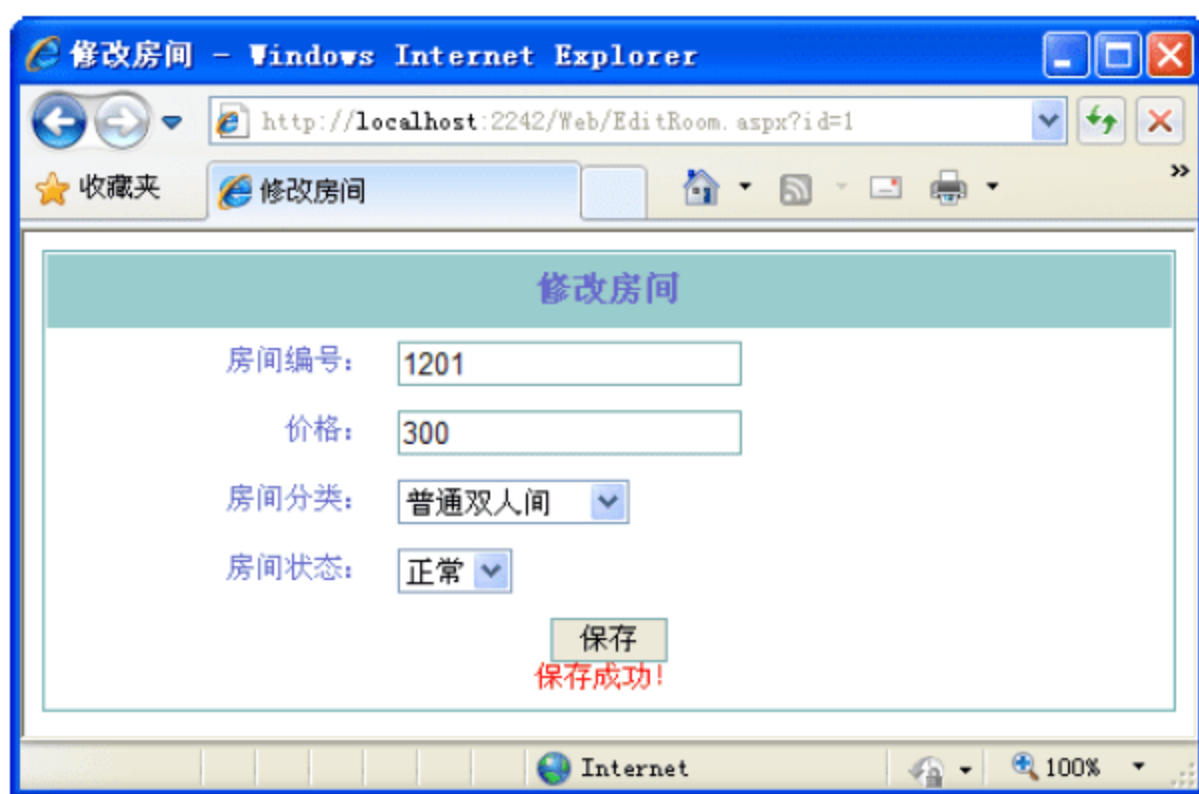 修改房间 - Windows Internet Explorer
http://localhost:2242/Web/EditRoom.aspx?id=1
收藏夹 修改房间 »
修改房间
房间编号： 1201
价格： 300
房间分类： 普通双人间
房间状态： 正常
保存
保存成功！
Internet 100%